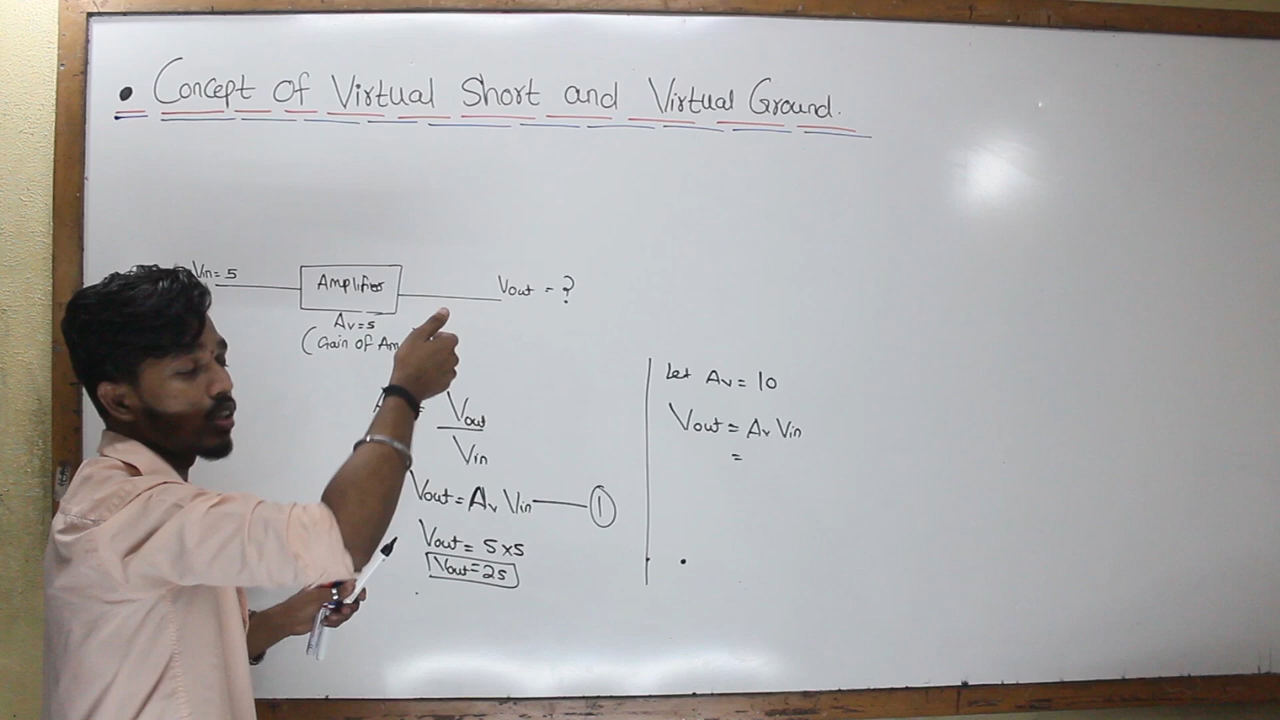 • Concept Of Virtual Short and Virtual Ground.
Vin = 5
Amplifier
Vout = ?
Av = 5
(Gain of Am
= Vout
Vin
Vout = Av Vin 1
Vout = 5 x 5
Vout = 25
Let Av = 10
Vout = Av Vin
=